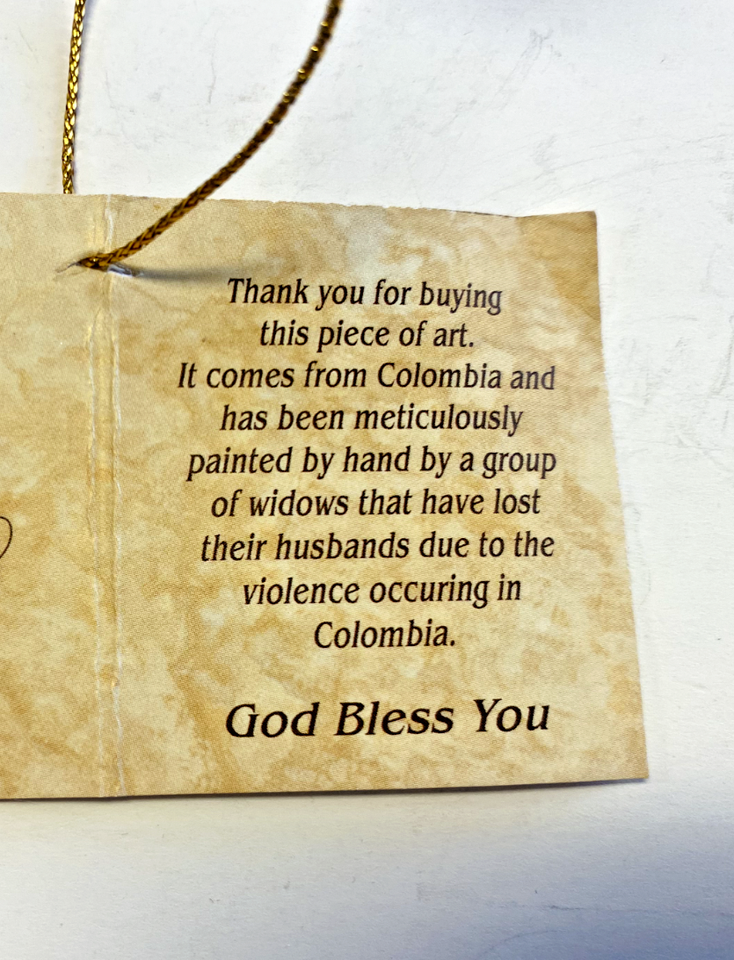 Thank you for buying
this piece of art.
It comes from Colombia and
has been meticulously
painted by hand by a group
of widows that have lost
their husbands due to the
violence occuring in
Colombia.
God Bless You